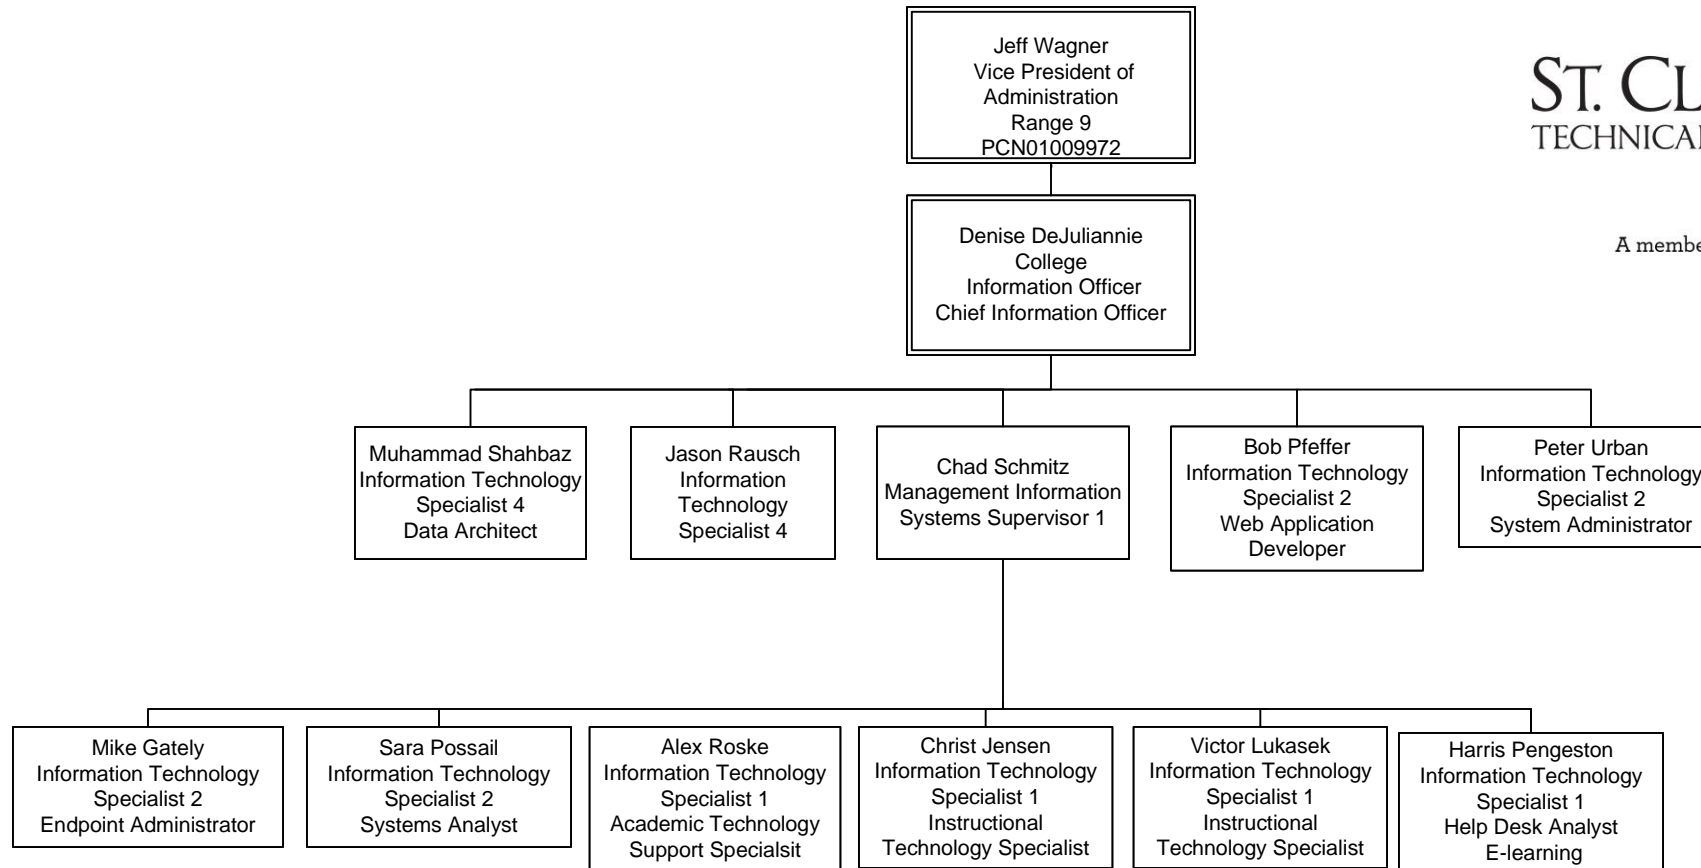 Jeff Wagner
Vice President of
Administration
Range 9
PCN01009972
ST. CL
TECHNICA
A membe
Denise DeJuliannie
College
Information Officer
Chief Information Officer
Muhammad Shahbaz
Information Technology
Specialist 4
Data Architect
Jason Rausch
Information
Technology
Specialist 4
Chad Schmitz
Management Information
Systems Supervisor 1
Bob Pfeffer
Information Technology
Specialist 2
Web Application
Developer
Peter Urban
Information Technology
Specialist 2
System Administrator
Mike Gately
Information Technology
Specialist 2
Endpoint Administrator
Sara Possail
Information Technology
Specialist 2
Systems Analyst
Alex Roske
Information Technology
Specialist 1
Academic Technology
Support Specialsit
Christ Jensen
Information Technology
Specialist 1
Instructional
Technology Specialist
Victor Lukasek
Information Technology
Specialist 1
Instructional
Technology Specialist
Harris Pengeston
Information Technology
Specialist 1
Help Desk Analyst
E-learning